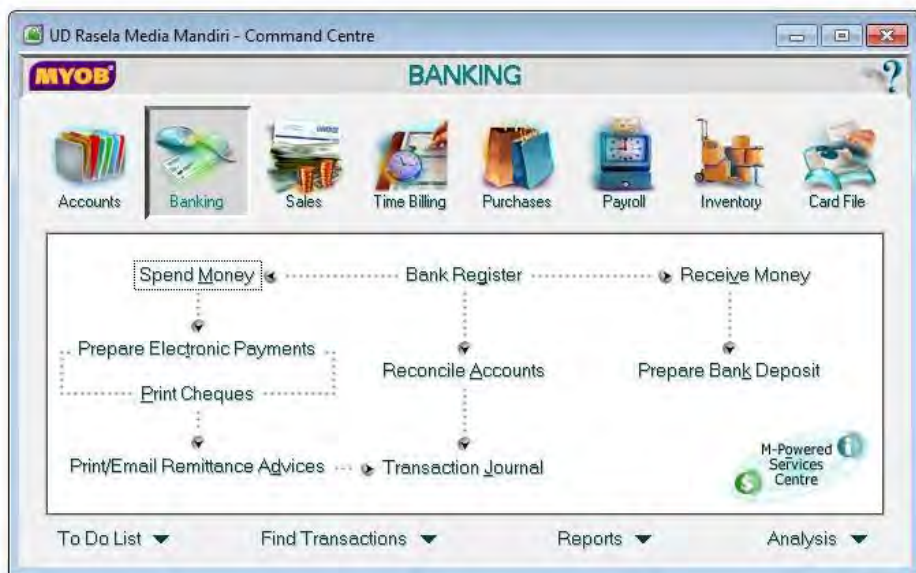 UD Rasela Media Mandiri - Command Centre
MYOB BANKING ?
Accounts Banking Sales Time Billing Purchases Payroll Inventory Card File
Spend Money Bank Register Receive Money
Prepare Electronic Payments
Reconcile Accounts Prepare Bank Deposit
Print Cheques
Print/Email Remittance Advices Transaction Journal
M-Powered
Services
Centre
To Do List Find Transactions Reports Analysis